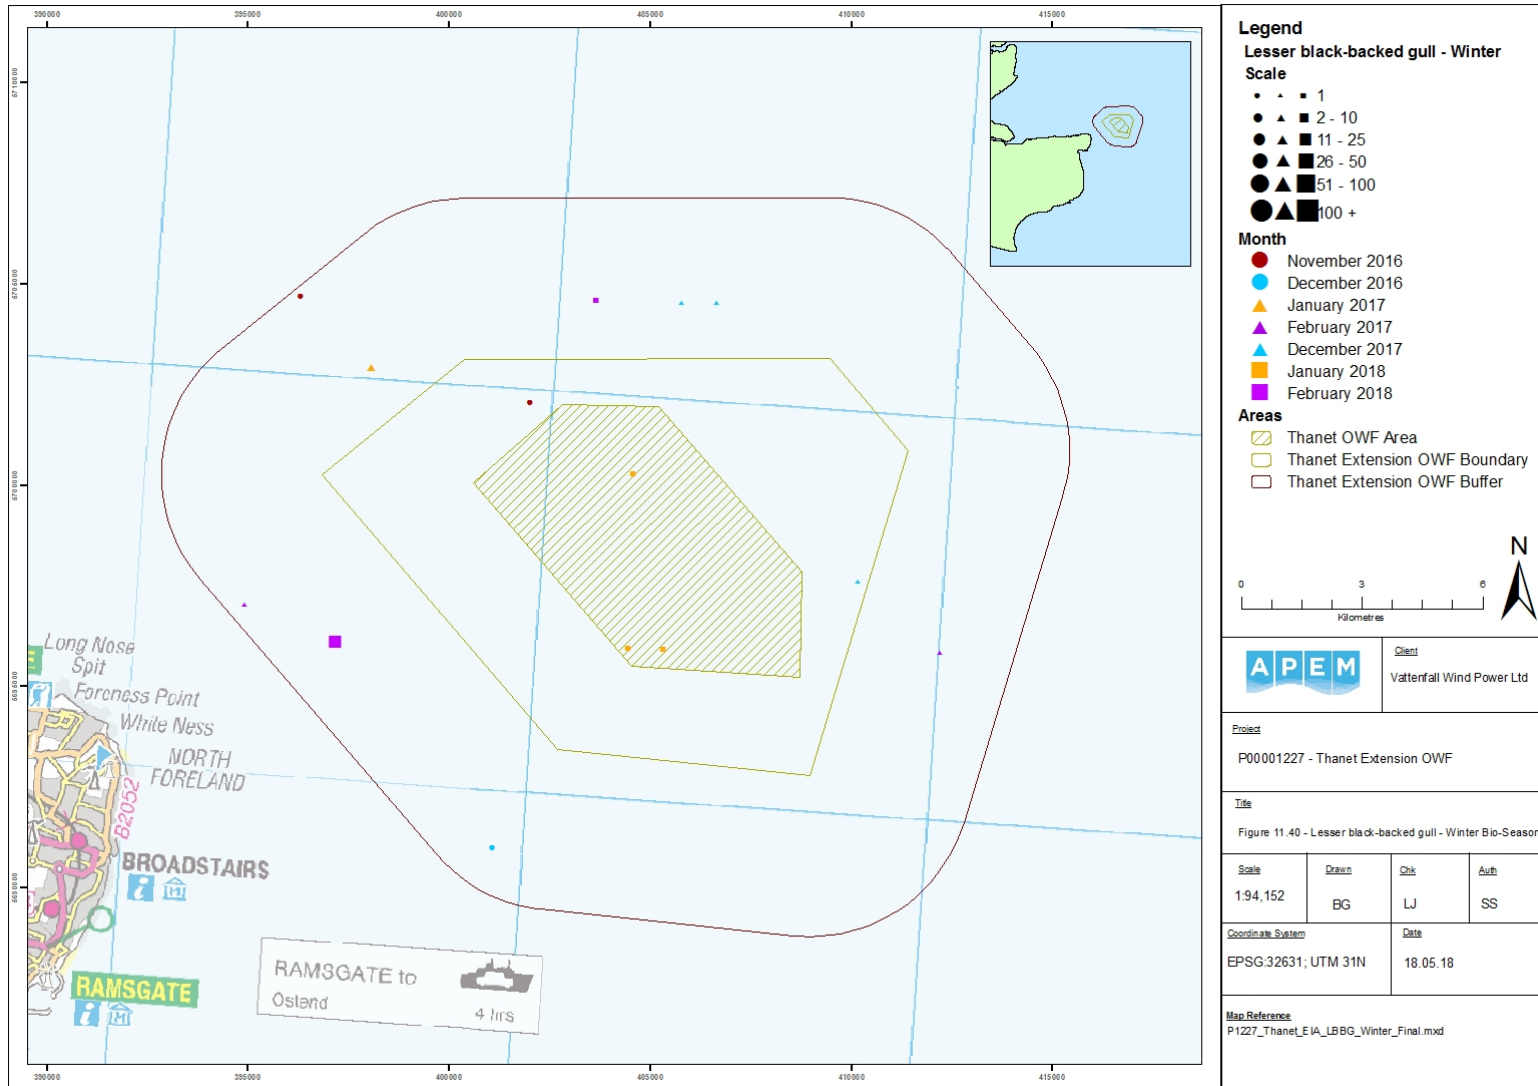 390000 395000 400000 405000 410000 415000
Legend
Lesser black-backed gull - Winter
Scale
1
2 - 10
11 - 25
26 - 50
51 - 100
100 +
Month
November 2016
December 2016
January 2017
February 2017
December 2017
January 2018
February 2018
Areas
Thanet OWF Area
Thanet Extension OWF Boundary
Thanet Extension OWF Buffer
N
0 3 6
Kilometres
APEM
Client
Vattenfall Wind Power Ltd
Project
P00001227 - Thanet Extension OWF
Title
Figure 11.40 - Lesser black-backed gull - Winter Bio-Season
Scale
1:94,152
Drawn
BG
Chk
LJ
Auth
SS
Coordinate System
EPSG:32631; UTM 31N
Date
18.05.18
Map Reference
P1227_Thanet_EIA_LBBG_Winter_Final.mxd
Long Nose
Spit
Foreness Point
White Ness
NORTH
FORELAND
B2052
BROADSTAIRS
RAMSGATE
RAMSGATE to
Ostend
4 hrs
390000 395000 400000 405000 410000 415000